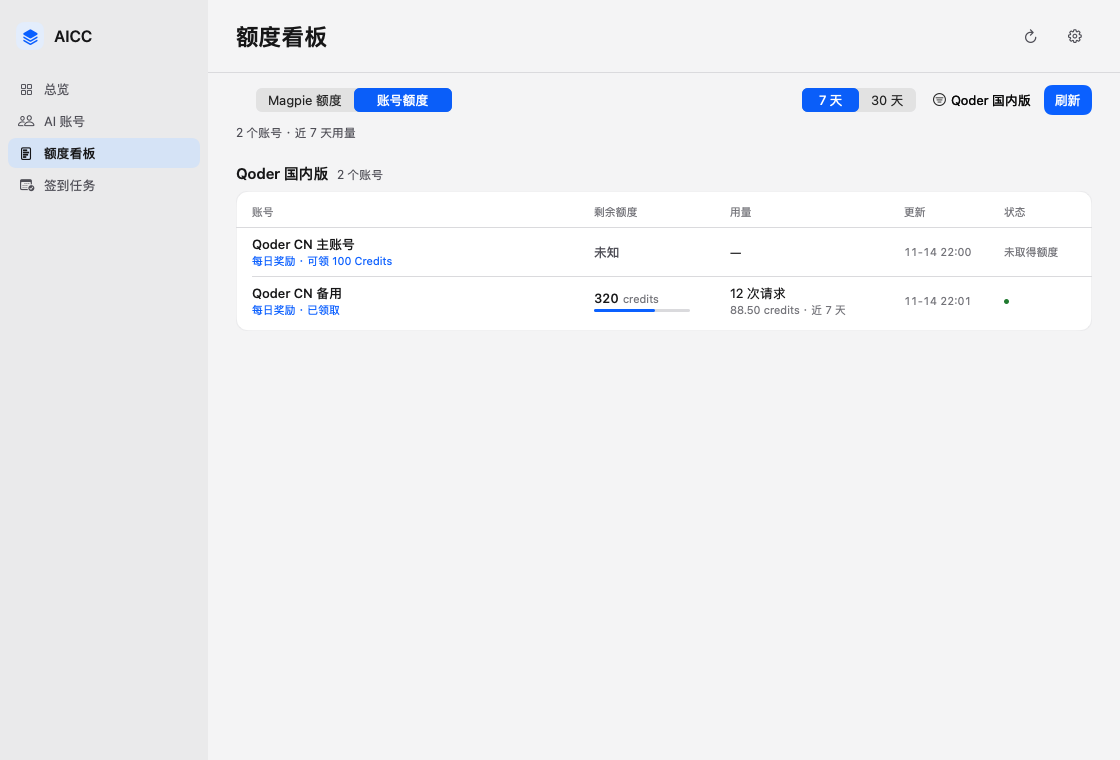 AICC
总览
AI 账号
额度看板
签到任务
额度看板
Magpie 额度
账号额度
7 天
30 天
Qoder 国内版
刷新
2 个账号 · 近 7 天用量
Qoder 国内版 2 个账号
账号 剩余额度 用量 更新 状态
Qoder CN 主账号
每日奖励 · 可领 100 Credits
未知
—
11-14 22:00
未取得额度
Qoder CN 备用
每日奖励 · 已领取
320 credits
12 次请求
88.50 credits · 近 7 天
11-14 22:01